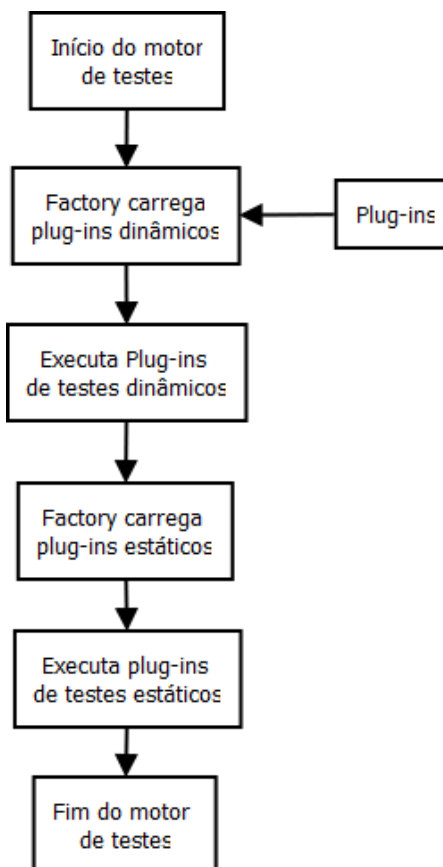 Início do motor
de testes
Factory carrega
plug-ins dinâmicos
Plug-ins
Executa Plug-ins
de testes dinâmicos
Factory carrega
plug-ins estáticos
Executa plug-ins
de testes estáticos
Fim do motor
de testes